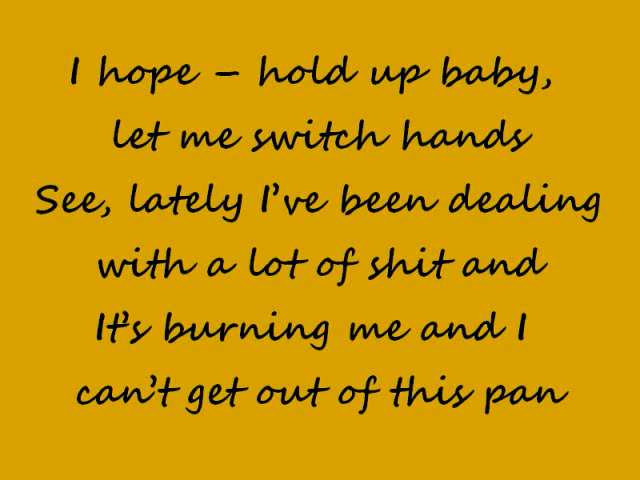 I hope – hold up baby,
let me switch hands
See, lately I've been dealing
with a lot of shit and
It's burning me and I
can't get out of this pan